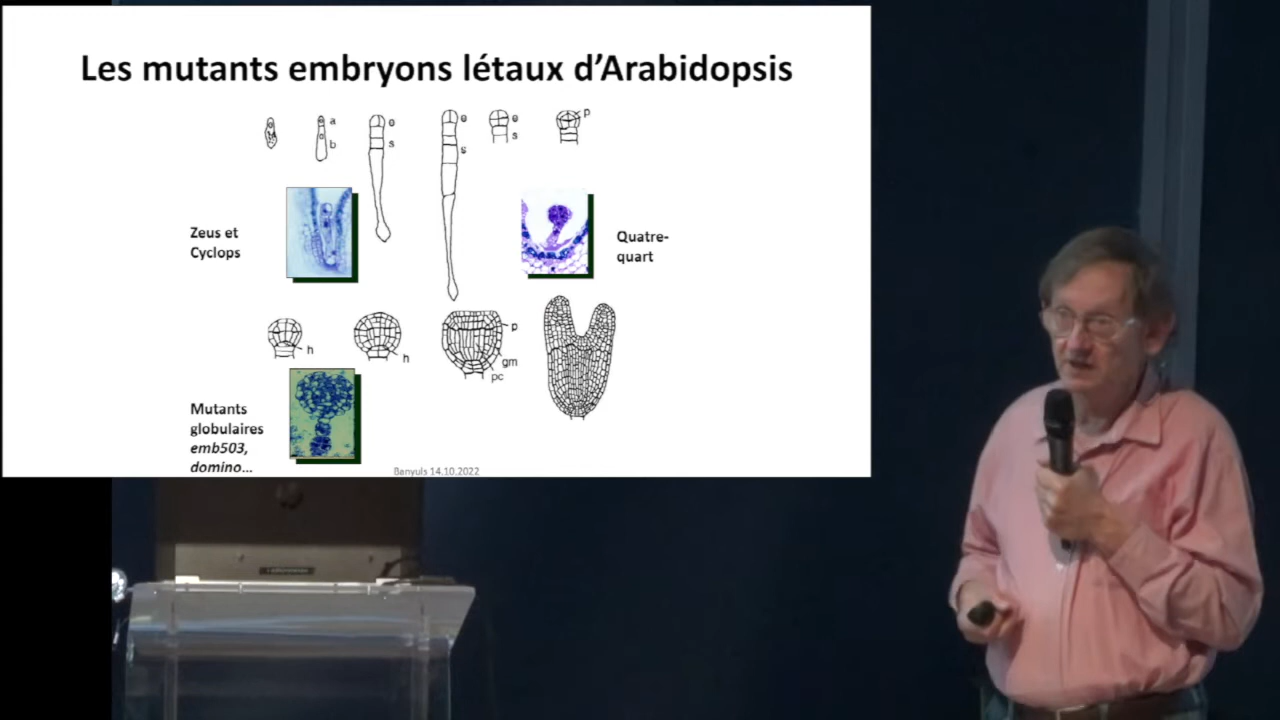 Les mutants embryons létaux d'Arabidopsis
a
b
e
s
e
s
e
s
p
Zeus et
Cyclops
Quatre-
quart
h
h
p
gm
pc
Mutants
globulaires
emb503,
domino...
Banyuls 14.10.2022